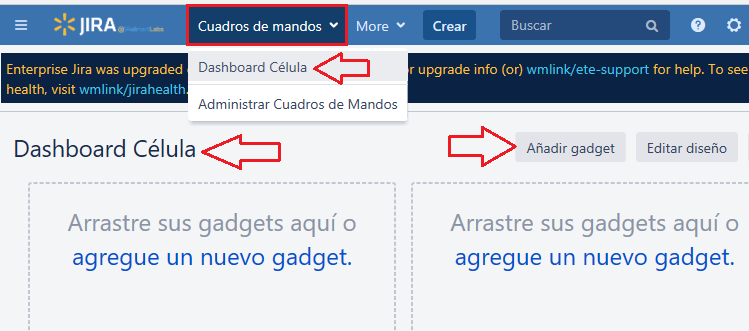 JIRA @WalmartLabs Cuadros de mandos More Crear Buscar
Dashboard Célula
Administrar Cuadros de Mandos
Enterprise Jira was upgraded or upgrade info (or) wmlink/ete-support for help. To see
health, visit wmlink/jirahealth.
Dashboard Célula Añadir gadget Editar diseño
Arrastre sus gadgets aquí o
agregue un nuevo gadget.
Arrastre sus gadgets aquí o
agregue un nuevo gadget.